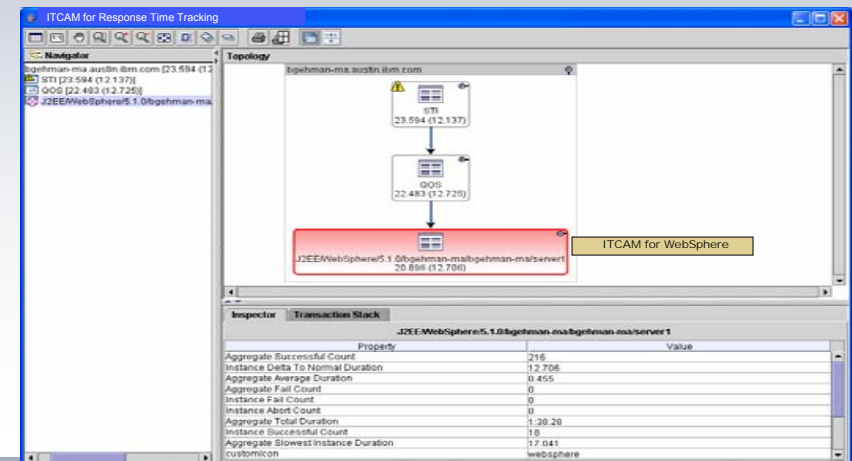 ITCAM for Response Time Tracking
Navigator
Topology
bgehman-ma.austin.ibm.com [23.594 (12
STI [23.594 (12.137)]
QOS [22.483 (12.725)]
J2EE/WebSphere/5.1.0/bgehman-ma
bgehman-ma.austin.ibm.com
STI
23.594 (12.137)
QOS
22.483 (12.725)
J2EE/WebSphere/5.1.0/bgehman-ma/bgehman-ma/server1
20.896 (12.706)
ITCAM for WebSphere
Inspector Transaction Stack
J2EE/WebSphere/5.1.0/bgehman-ma/bgehman-ma/server1
Property Value
Aggregate Successful Count 216
Instance Delta To Normal Duration 12.706
Aggregate Average Duration 0.455
Aggregate Fail Count 0
Instance Fail Count 0
Instance Abort Count 0
Aggregate Total Duration 1:38.28
Instance Successful Count 18
Aggregate Slowest Instance Duration 17.041
customIcon websphere